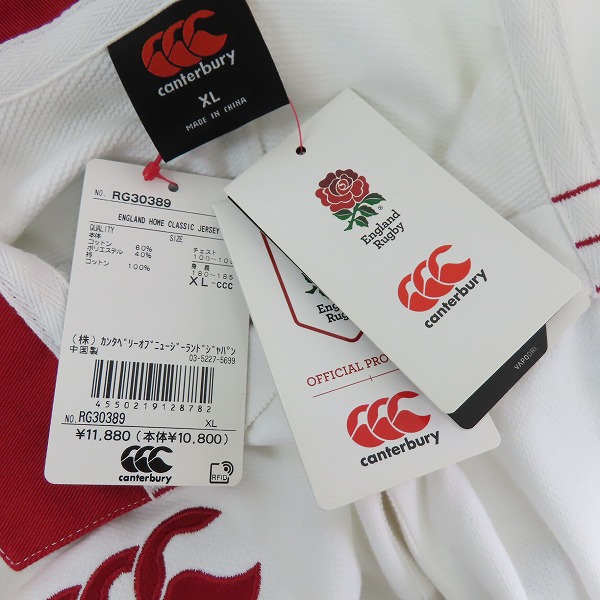 canterbury
XL
MADE IN CHINA
NO. RG30389
ENGLAND HOME CLASSIC JERSEY
QUALITY
SIZE
本体
コットン 60%
ポリエステル 40%
衿
コットン 100%
チェスト
身長
XL-ccc
(株) カンタベリーオブニュージーランドジャパン
中国製
03-5227-5699
4550219128782
NO. RG30389
XL
¥11,880 (本体¥10,800)
canterbury
RFID
England
Rugby
canterbury
VAPODRI
OFFICIAL
canterbury